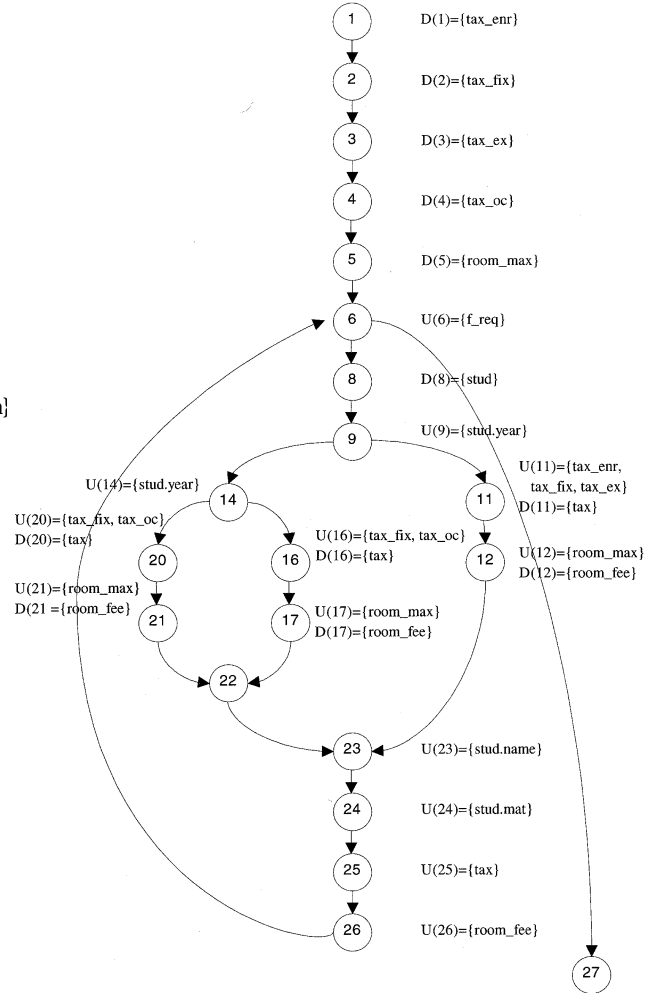 1 D(1)={tax_enr}
2 D(2)={tax_fix}
3 D(3)={tax_ex}
4 D(4)={tax_oc}
5 D(5)={room_max}
6 U(6)={f_req}
8 D(8)={stud}
9 U(9)={stud.year}
U(14)={stud.year}
14
11
U(11)={tax_enr,
tax_fix, tax_ex}
D(11)={tax}
U(20)={tax_fix, tax_oc}
D(20)={tax}
20
16
U(16)={tax_fix, tax_oc}
D(16)={tax}
12
U(12)={room_max}
D(12)={room_fee}
U(21)={room_max}
D(21 ={room_fee}
21
17
U(17)={room_max}
D(17)={room_fee}
22
23 U(23)={stud.name}
24 U(24)={stud.mat}
25 U(25)={tax}
26 U(26)={room_fee}
27